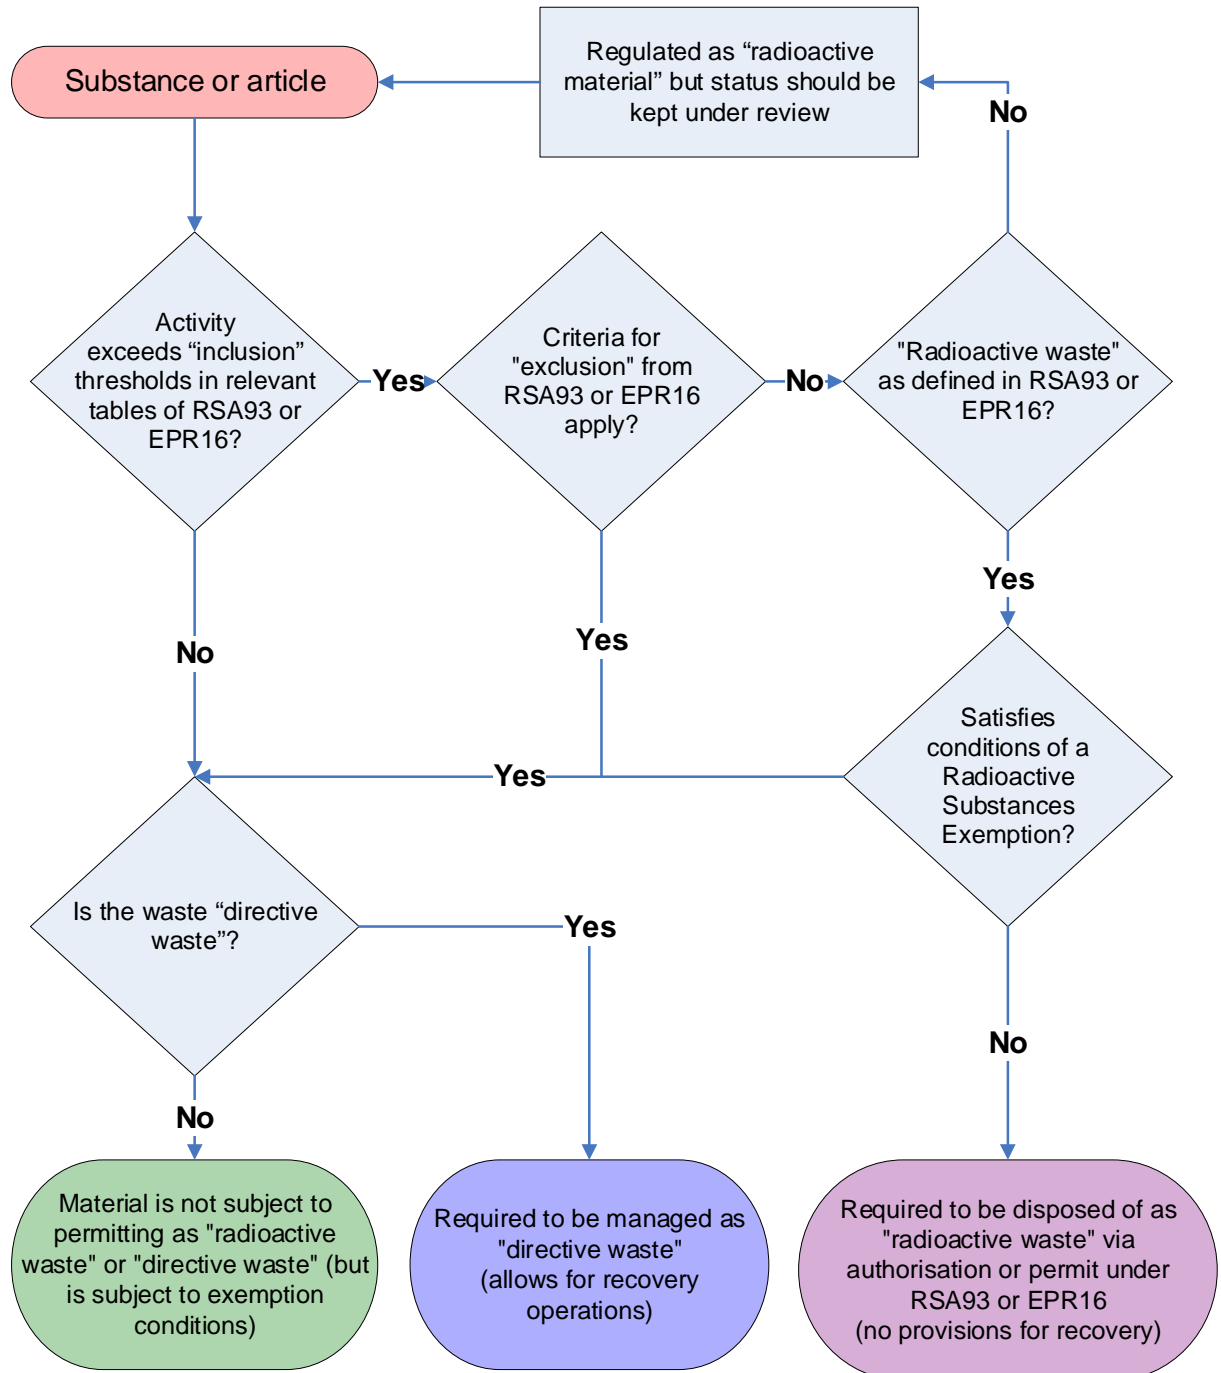 Substance or article
Regulated as “radioactive
material” but status should be
kept under review
No
Activity
exceeds “inclusion”
thresholds in relevant
tables of RSA93 or
EPR16?
Yes
Criteria for
"exclusion" from
RSA93 or EPR16
apply?
No
"Radioactive waste"
as defined in RSA93 or
EPR16?
Yes
No
Yes
Satisfies
conditions of a
Radioactive
Substances
Exemption?
Yes
Is the waste “directive
waste”?
Yes
No
No
Material is not subject to
permitting as "radioactive
waste" or "directive waste" (but
is subject to exemption
conditions)
Required to be managed as
"directive waste"
(allows for recovery
operations)
Required to be disposed of as
"radioactive waste" via
authorisation or permit under
RSA93 or EPR16
(no provisions for recovery)